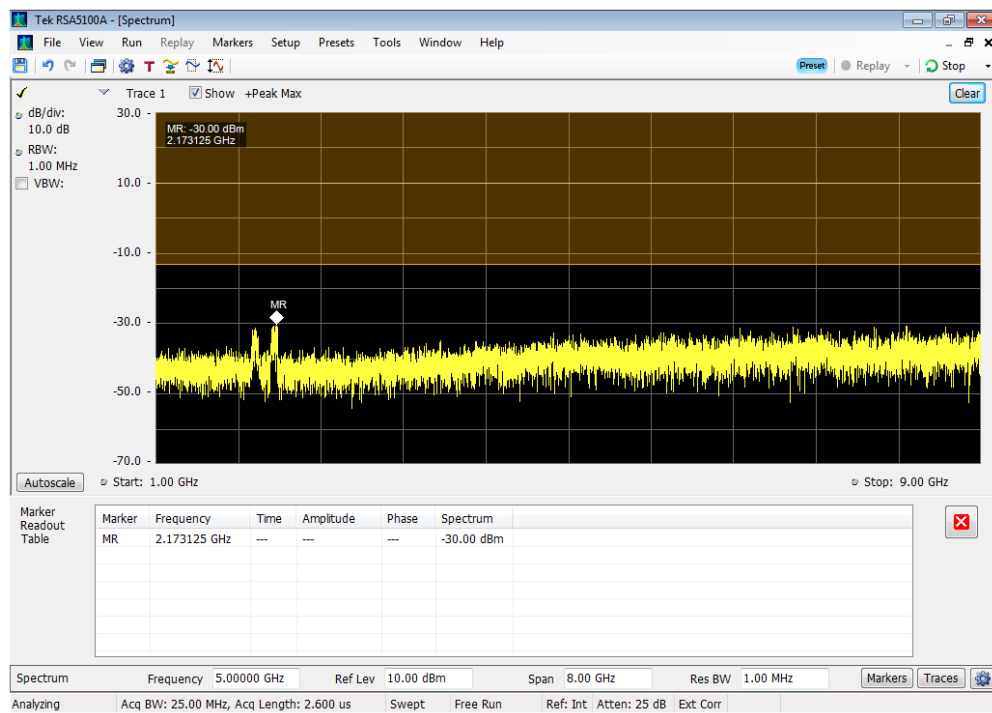 Tek RSA5100A - [Spectrum]
File View Run Replay Markers Setup Presets Tools Window Help
T Preset Replay Stop
Trace 1 Show +Peak Max Clear
dB/div:
10.0 dB
RBW:
1.00 MHz
VBW:
30.0 -
10.0 -
-10.0 -
-30.0 -
-50.0 -
-70.0 -
MR: -30.00 dBm
2.173125 GHz
MR
Autoscale Start: 1.00 GHz Stop: 9.00 GHz
Marker
Readout
Table
Marker Frequency Time Amplitude Phase Spectrum
MR 2.173125 GHz --- --- --- -30.00 dBm
Spectrum Frequency 5.00000 GHz Ref Lev 10.00 dBm Span 8.00 GHz Res BW 1.00 MHz Markers Traces
Analyzing Acq BW: 25.00 MHz, Acq Length: 2.600 us Swept Free Run Ref: Int Atten: 25 dB Ext Corr